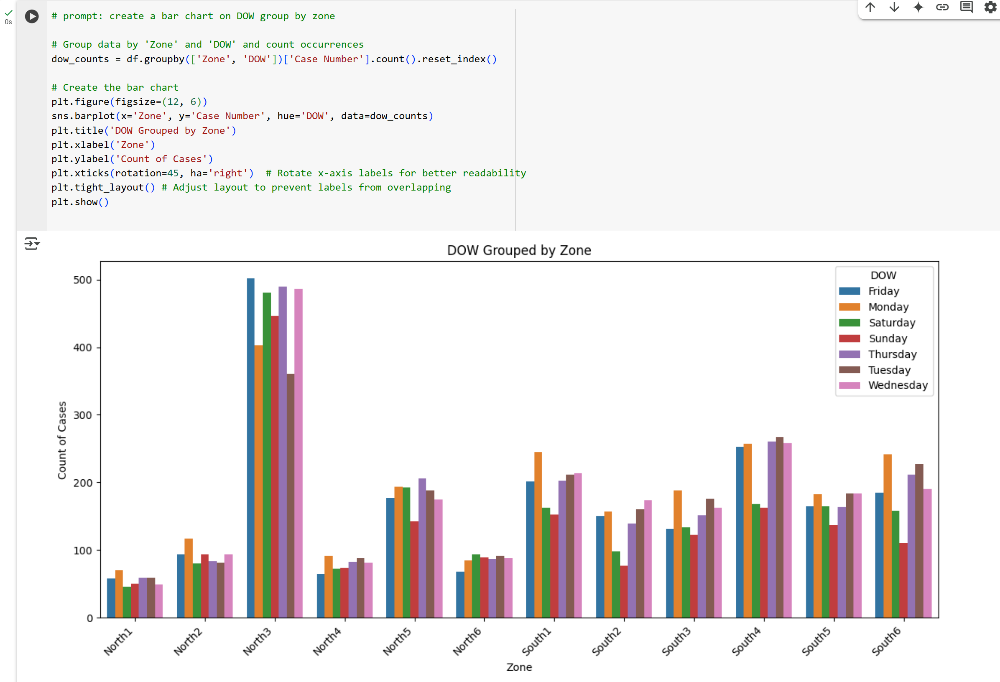 0s
# prompt: create a bar chart on DOW group by zone
# Group data by 'Zone' and 'DOW' and count occurrences
dow_counts = df.groupby(['Zone', 'DOW'])['Case Number'].count().reset_index()
# Create the bar chart
plt.figure(figsize=(12, 6))
sns.barplot(x='Zone', y='Case Number', hue='DOW', data=dow_counts)
plt.title('DOW Grouped by Zone')
plt.xlabel('Zone')
plt.ylabel('Count of Cases')
plt.xticks(rotation=45, ha='right')  # Rotate x-axis labels for better readability
plt.tight_layout() # Adjust layout to prevent labels from overlapping
plt.show()
DOW Grouped by Zone
500
400
300
200
100
0
Count of Cases
DOW
Friday
Monday
Saturday
Sunday
Thursday
Tuesday
Wednesday
North1
North2
North3
North4
North5
North6
South1
South2
South3
South4
South5
South6
Zone